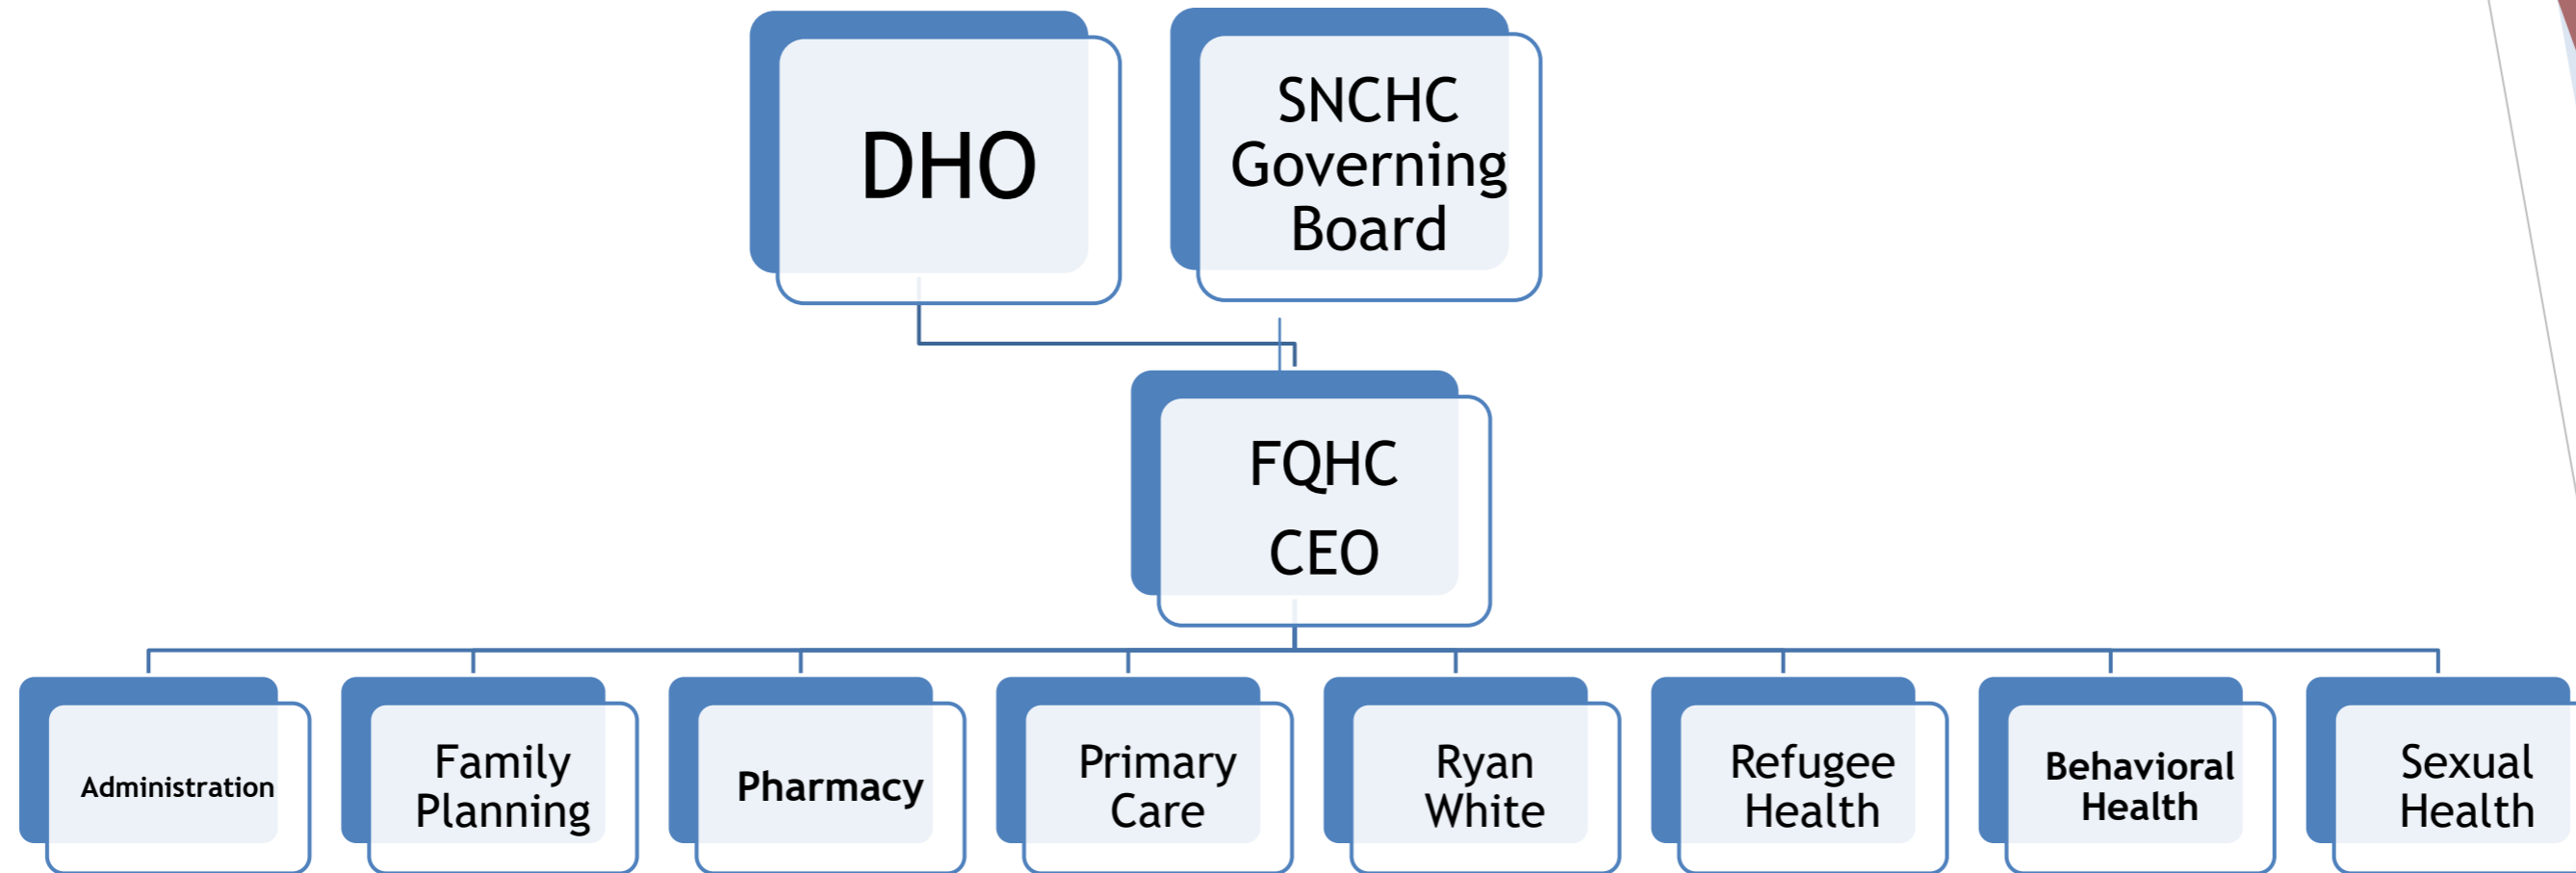 DHO
SNCHC
Governing
Board
FQHC
CEO
Administration
Family
Planning
Pharmacy
Primary
Care
Ryan
White
Refugee
Health
Behavioral
Health
Sexual
Health